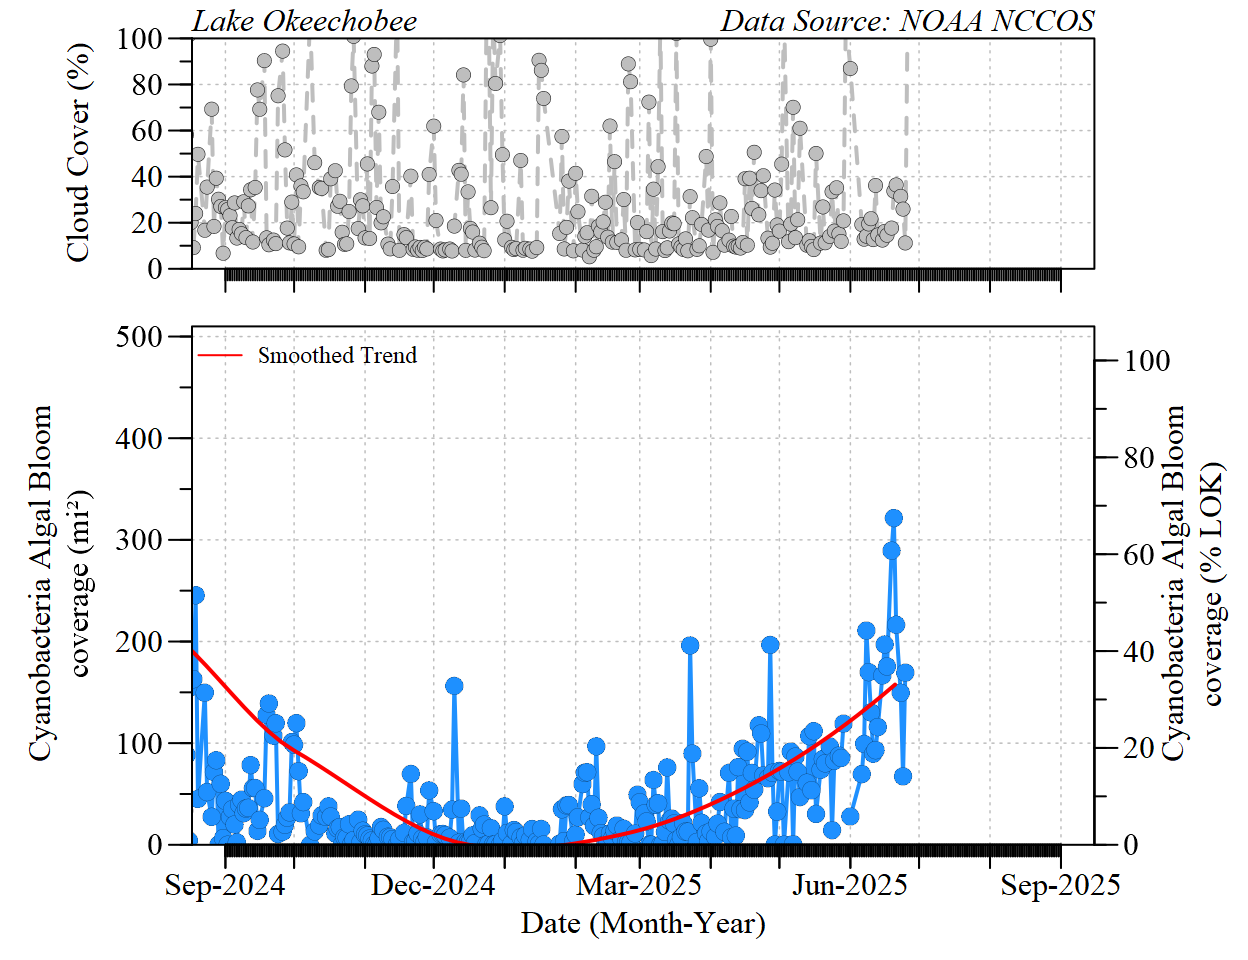 Lake Okeechobee
Data Source: NOAA NCCOS
Cloud Cover (%)
100
80
60
40
20
0
Smoothed Trend
Cyanobacteria Algal Bloom
coverage (mi²)
500
400
300
200
100
0
100
80
60
40
20
0
Cyanobacteria Algal Bloom
coverage (% LOK)
Sep-2024 Dec-2024 Mar-2025 Jun-2025 Sep-2025
Date (Month-Year)